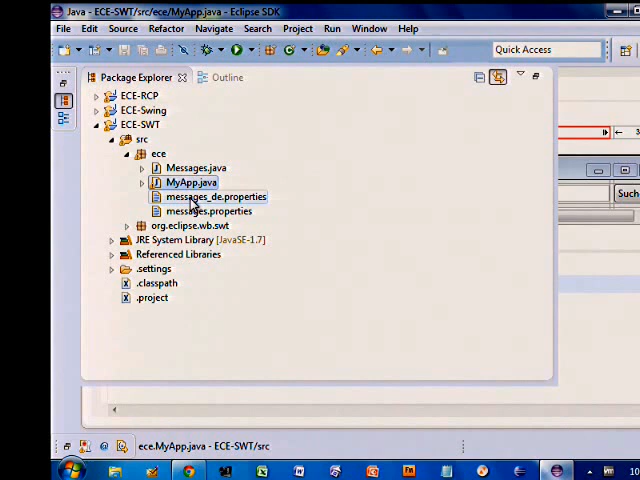 Java - ECE-SWT/src/ece/MyApp.java - Eclipse SDK
File Edit Source Refactor Navigate Search Project Run Window Help
Quick Access
Package Explorer Outline
ECE-RCP
ECE-Swing
ECE-SWT
src
ece
Messages.java
MyApp.java
messages_de.properties
messages.properties
org.eclipse.wb.swt
JRE System Library [JavaSE-1.7]
Referenced Libraries
.settings
.classpath
.project
Such
ece.MyApp.java - ECE-SWT/src
10